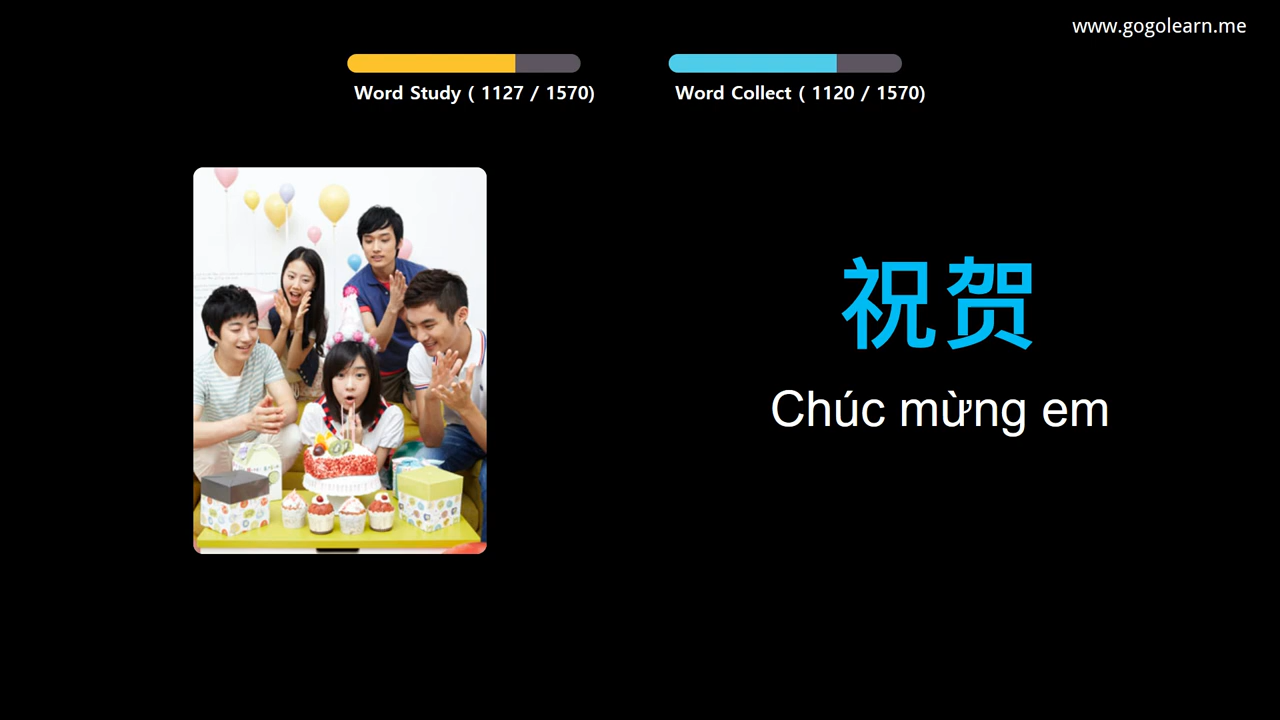 www.gogolearn.me
Word Study ( 1127 / 1570)
Word Collect ( 1120 / 1570)
祝贺
Chúc mừng em